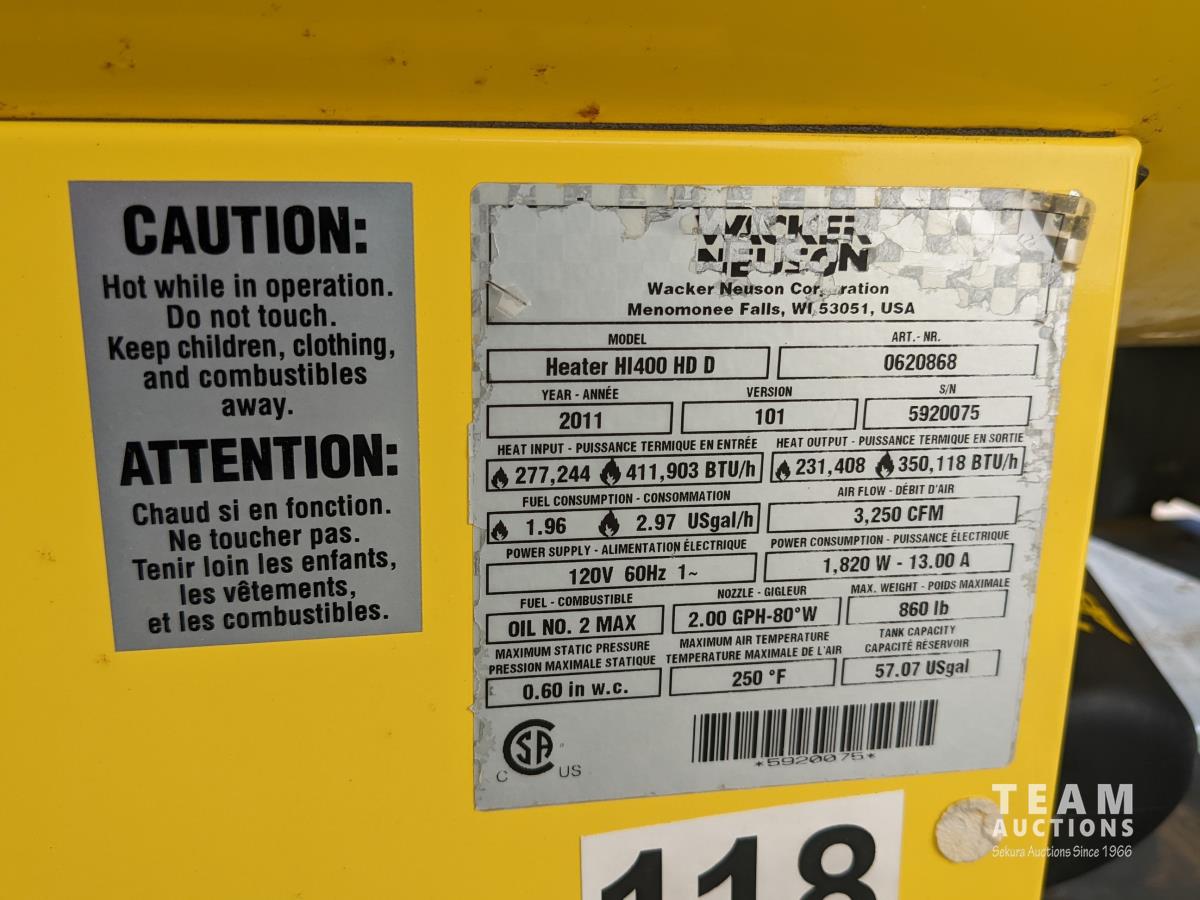 CAUTION:
Hot while in operation.
Do not touch.
Keep children, clothing,
and combustibles
away.
ATTENTION:
Chaud si en fonction.
Ne toucher pas.
Tenir loin les enfants,
les vêtements,
et les combustibles.
WACKER
NEUSON
Wacker Neuson
Menomonee Falls, WI, 53051, USA
MODEL
Heater HI400 HD D
ART.- NR.
0620868
YEAR - ANNÉE
2011
VERSION
101
S/N
5920075
HEAT INPUT - PUISSANCE TERMIQUE EN ENTRÉE
277,244 411,903 BTU/h
HEAT OUTPUT - PUISSANCE TERMIQUE EN SORTIE
231,408 350,118 BTU/h
FUEL CONSUMPTION - CONSOMMATION
1.96 2.97 USgal/h
AIR FLOW - DÉBIT D'AIR
3,250 CFM
POWER SUPPLY - ALIMENTATION ÉLECTRIQUE
120V 60Hz 1~
POWER CONSUMPTION - PUISSANCE ÉLECTRIQUE
1,820 W - 13.00 A
FUEL - COMBUSTIBLE
OIL NO. 2 MAX
NOZZLE - GIGLEUR
2.00 GPH-80°W
MAX. WEIGHT - POIDS MAXIMALE
860 lb
MAXIMUM STATIC PRESSURE
PRESSION MAXIMALE STATIQUE
0.60 in w.c.
MAXIMUM AIR TEMPERATURE
TEMPERATURE MAXIMALE DE L'AIR
250 °F
TANK CAPACITY
CAPACITÉ RÉSERVOIR
57.07 USgal
C SA US
*5920075*
118
TEAM
AUCTIONS
Sekura Auctions Since 1966